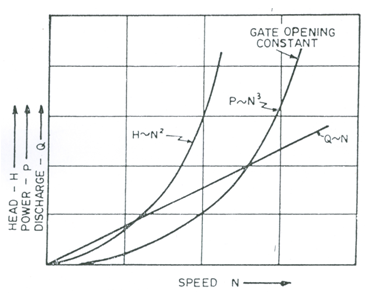 GATE OPENING
CONSTANT
H~N²
P~N³
Q~N
HEAD - H
POWER - P
DISCHARGE - Q
SPEED N